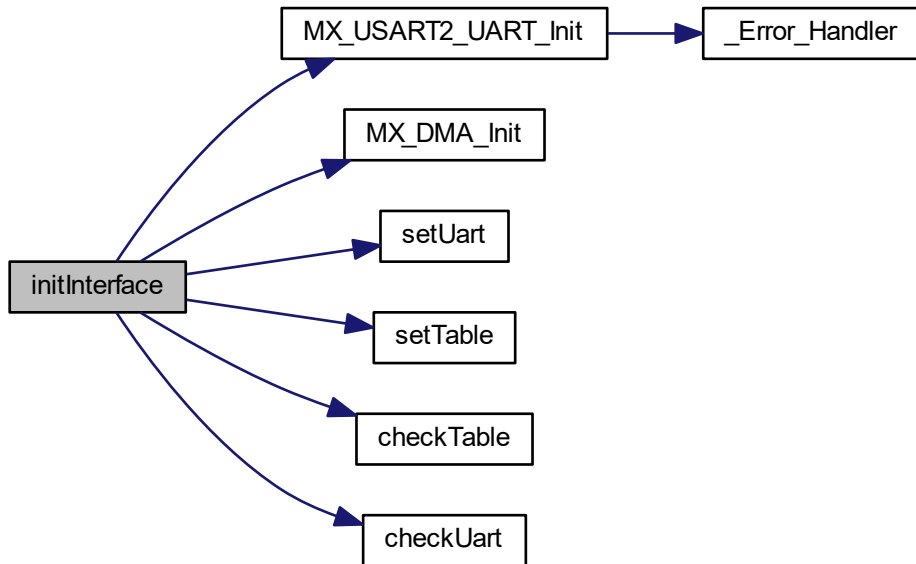 MX_USART2_UART_Init
_Error_Handler
MX_DMA_Init
setUart
initInterface
setTable
checkTable
checkUart